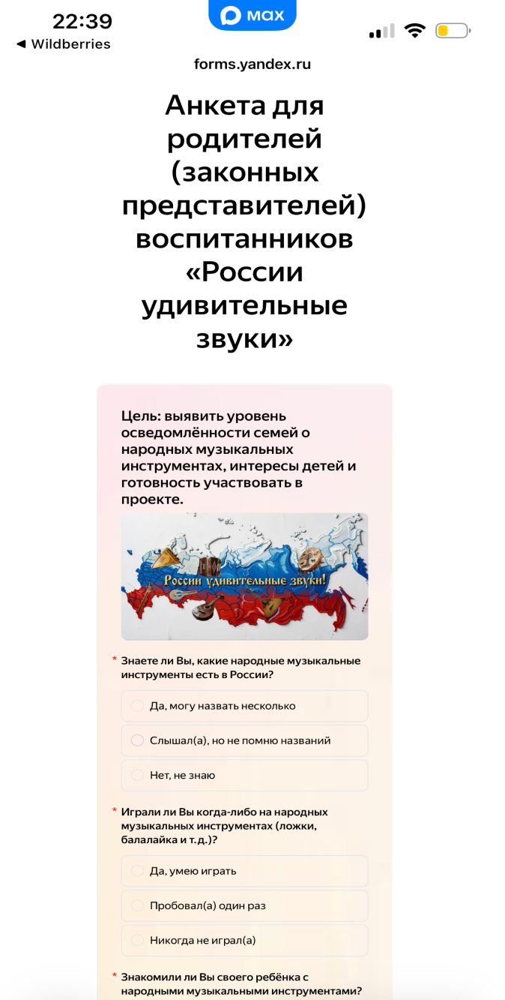 22:39
мах
◀ Wildberries
forms.yandex.ru
Анкета для
родителей
(законных
представителей)
воспитанников
«России
удивительные
звуки»
Цель: выявить уровень
осведомлённости семей о
народных музыкальных
инструментах, интересы детей и
готовность участвовать в
проекте.
России удивительные звуки!
* Знаете ли Вы, какие народные музыкальные
инструменты есть в России?
Да, могу назвать несколько
Слышал(а), но не помню названий
Нет, не знаю
* Играли ли Вы когда-либо на народных
музыкальных инструментах (ложки,
балалайка и т.д.)?
Да, умею играть
Пробовал(а) один раз
Никогда не играл(а)
* Знакомили ли Вы своего ребёнка с
народными музыкальными инструментами?